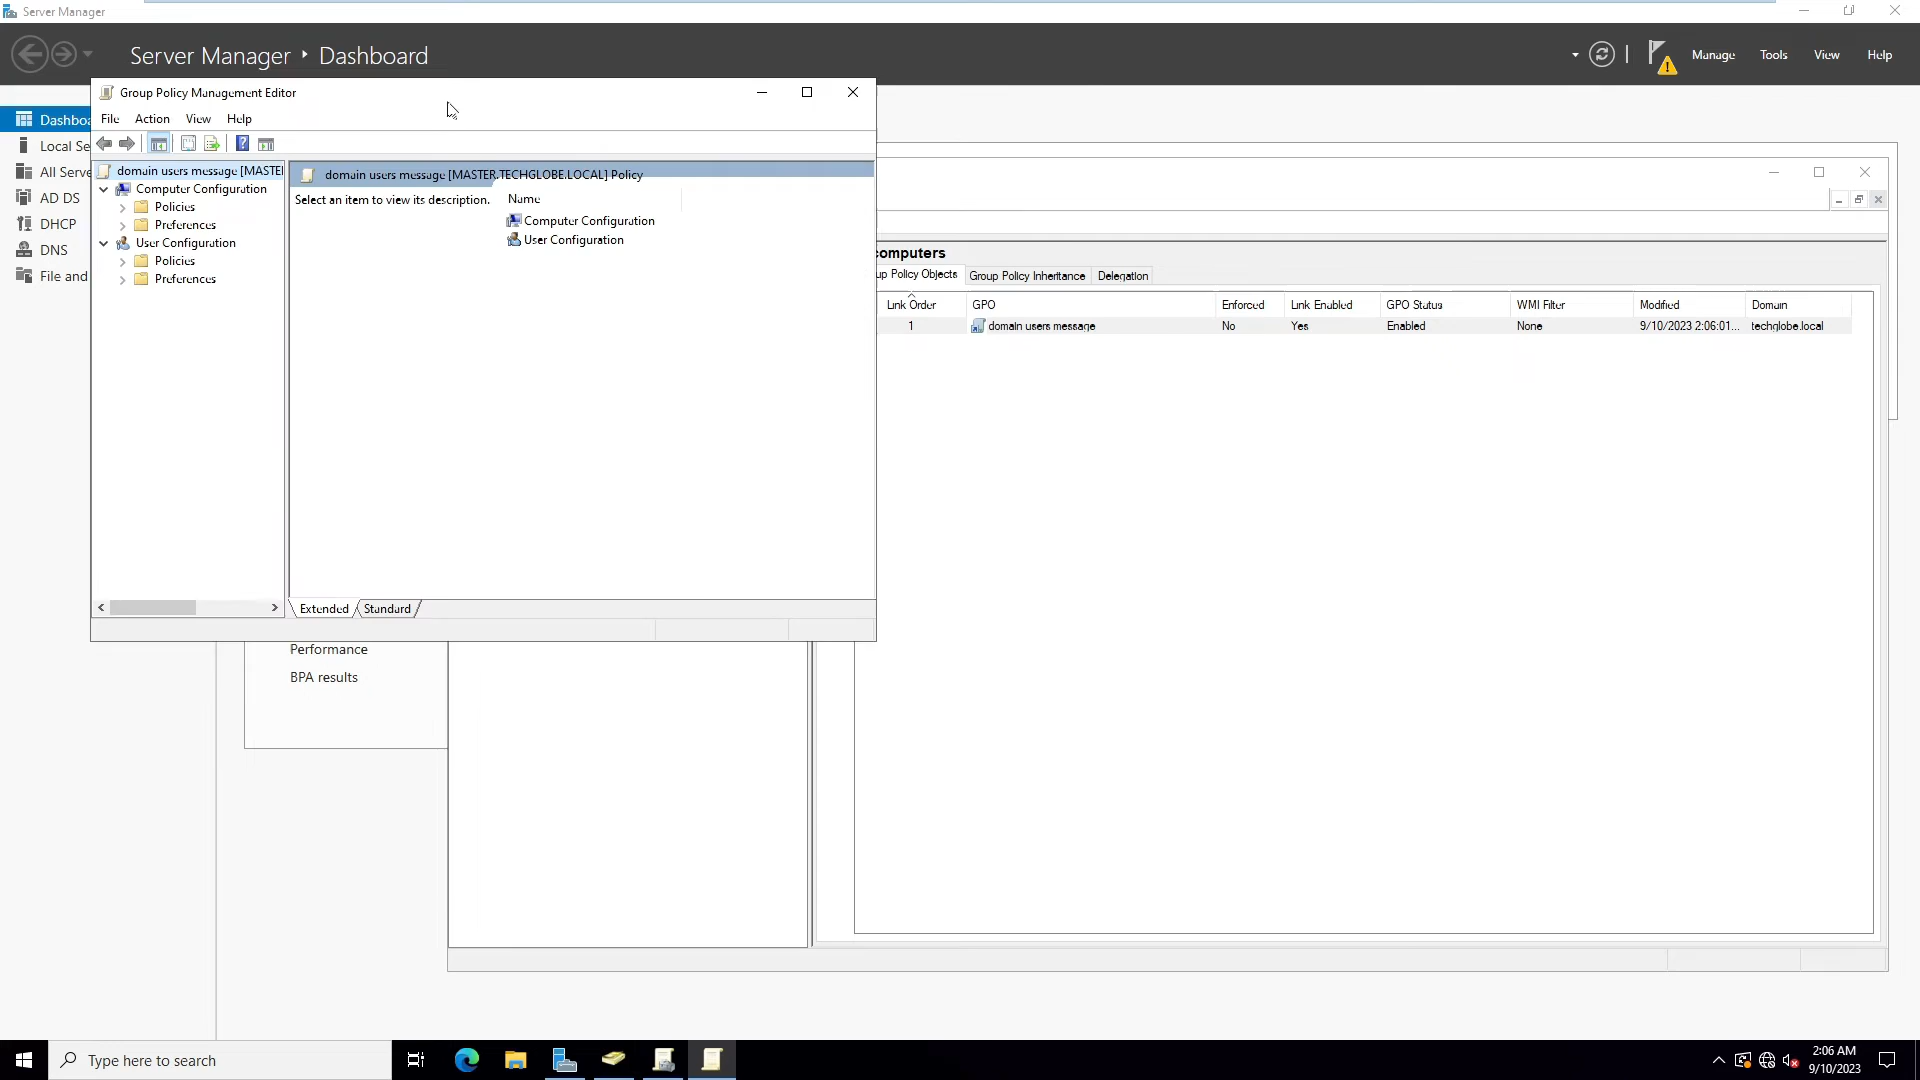 Server Manager
Server Manager ‣ Dashboard
Manage Tools View Help
Group Policy Management Editor
File Action View Help
Dashboa
Local Se
All Serve
AD DS
DHCP
DNS
File and
domain users message [MASTE
Computer Configuration
Policies
Preferences
User Configuration
Policies
Preferences
domain users message [MASTER.TECHGLOBE.LOCAL] Policy
Select an item to view its description.
Name
Computer Configuration
User Configuration
Extended Standard
computers
up Policy Objects Group Policy Inheritance Delegation
Link Order GPO Enforced Link Enabled GPO Status WMI Filter Modified Domain
1 domain users message No Yes Enabled None 9/10/2023 2:06:01... techglobe.local
Performance
BPA results
Type here to search
2:06 AM
9/10/2023